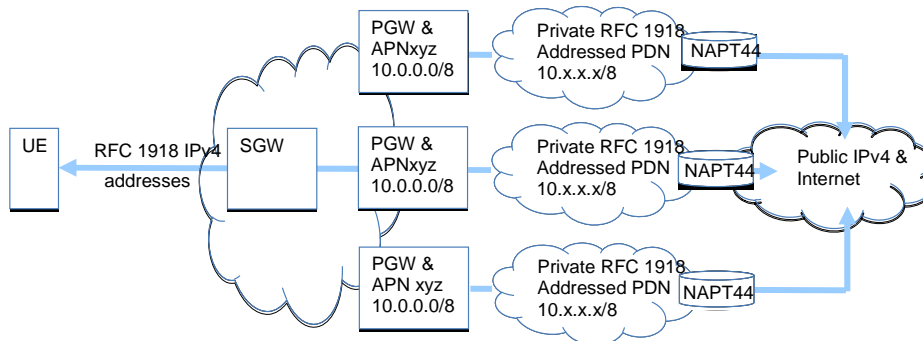 PGW &
APNxyz
10.0.0.0/8
Private RFC 1918
Addressed PDN
10.x.x.x/8
NAPT44
UE
RFC 1918 IPv4
addresses
SGW
PGW &
APNxyz
10.0.0.0/8
Private RFC 1918
Addressed PDN
10.x.x.x/8
NAPT44
Public IPv4 &
Internet
PGW &
APN xyz
10.0.0.0/8
Private RFC 1918
Addressed PDN
10.x.x.x/8
NAPT44